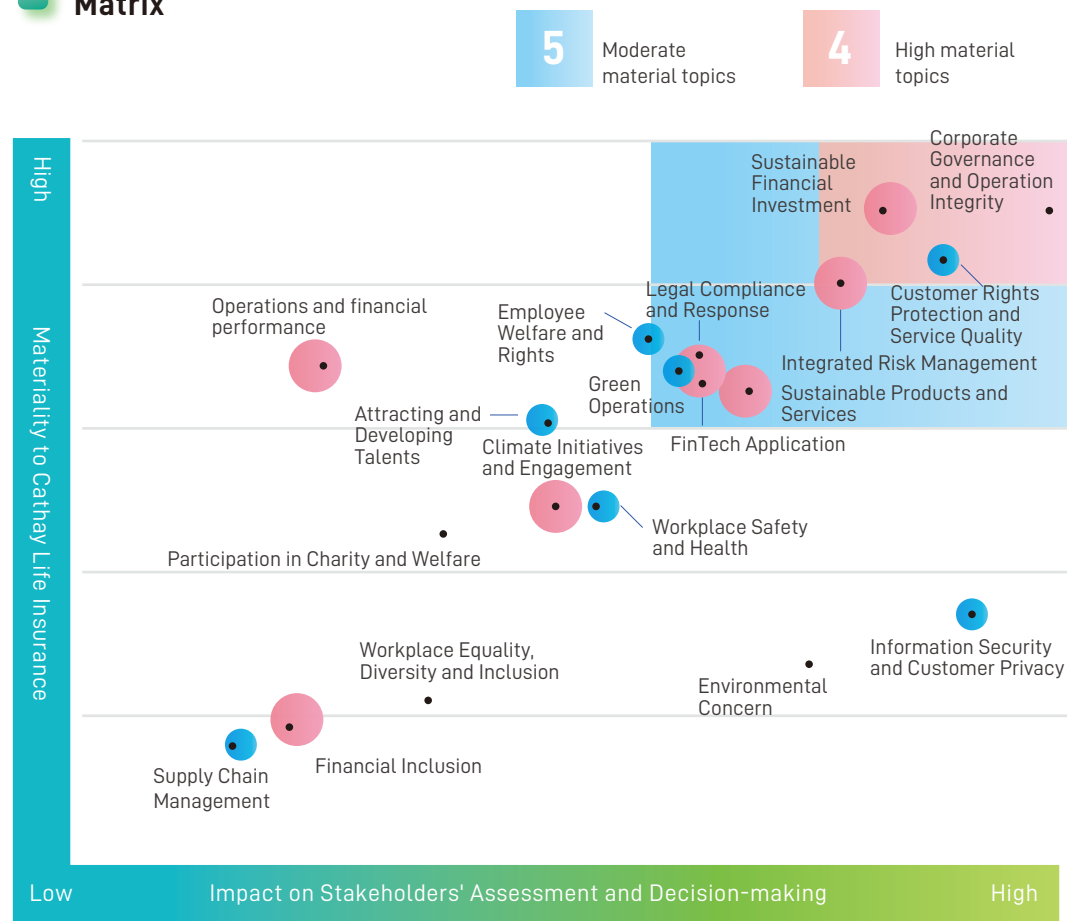 Matrix
5
Moderate
material topics
4
High material
topics
High
Materiality to Cathay Life Insurance
Corporate
Governance
and Operation
Integrity
Sustainable
Financial
Investment
Customer Rights
Protection and
Service Quality
Legal Compliance
and Response
Operations and financial
performance
Employee
Welfare and
Rights
Integrated Risk Management
Green
Operations
Sustainable Products and
Services
Attracting and
Developing
Talents
FinTech Application
Climate Initiatives
and Engagement
Workplace Safety
and Health
Participation in Charity and Welfare
Workplace Equality,
Diversity and Inclusion
Information Security
and Customer Privacy
Environmental
Concern
Financial Inclusion
Supply Chain
Management
Low
Impact on Stakeholders' Assessment and Decision-making
High